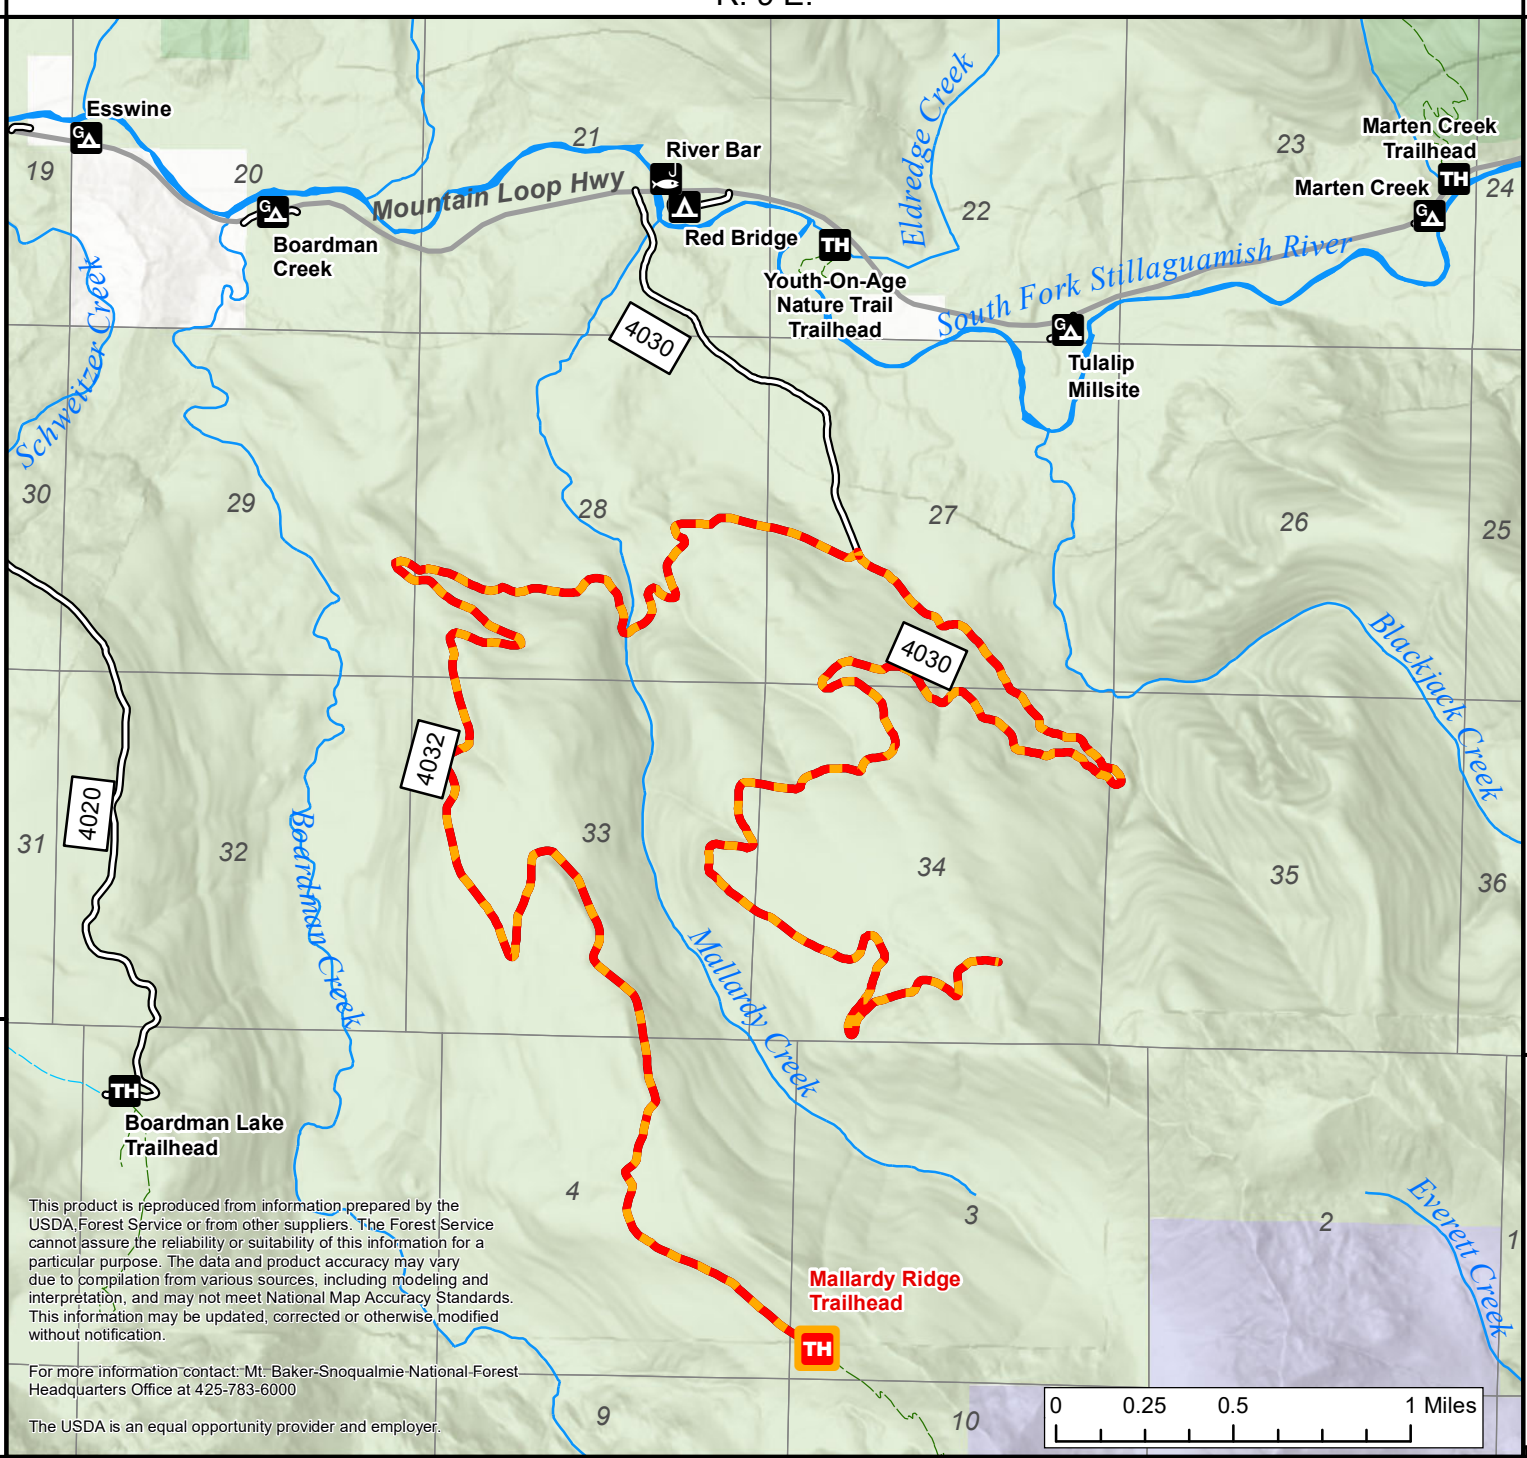 Esswine
G
19
20
G
Boardman
Creek
21
Mountain Loop Hwy
River Bar
Red Bridge
Eldredge Creek
22
TH
Youth-On-Age
Nature Trail
Trailhead
23
Marten Creek
Trailhead
TH
Marten Creek
G
24
South Fork Stillaguamish River
G
Tulalip
Millsite
Schweitzer Creek
4030
30
29
28
27
26
25
4030
Blackjack Creek
4032
4020
31
32
33
34
35
36
Boardman Creek
Mallardy Creek
TH
Boardman Lake
Trailhead
4
3
2
1
Everett Creek
This product is reproduced from information prepared by the
USDA,Forest Service or from other suppliers. The Forest Service
cannot assure the reliability or suitability of this information for a
particular purpose. The data and product accuracy may vary
due to compilation from various sources, including modeling and
interpretation, and may not meet National Map Accuracy Standards.
This information may be updated, corrected or otherwise modified
without notification.
For more information contact: Mt. Baker-Snoqualmie National Forest
Headquarters Office at 425-783-6000
The USDA is an equal opportunity provider and employer.
Mallardy Ridge
Trailhead
TH
9
10
0 0.25 0.5 1 Miles